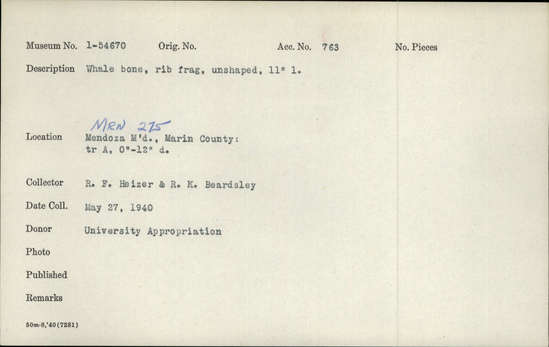 Museum No. 1-54670 Orig. No. Acc. No. 763 No. Pieces
Description Whale bone, rib frag, unshaped, 11" l.
MRN 275
Location Mendoza M'd., Marin County:
tr A, 0"-12" d.
Collector R. F. Heizer & R. K. Beardsley
Date Coll. May 27, 1940
Donor University Appropriation
Photo
Published
Remarks
50m-8,'40(7281)